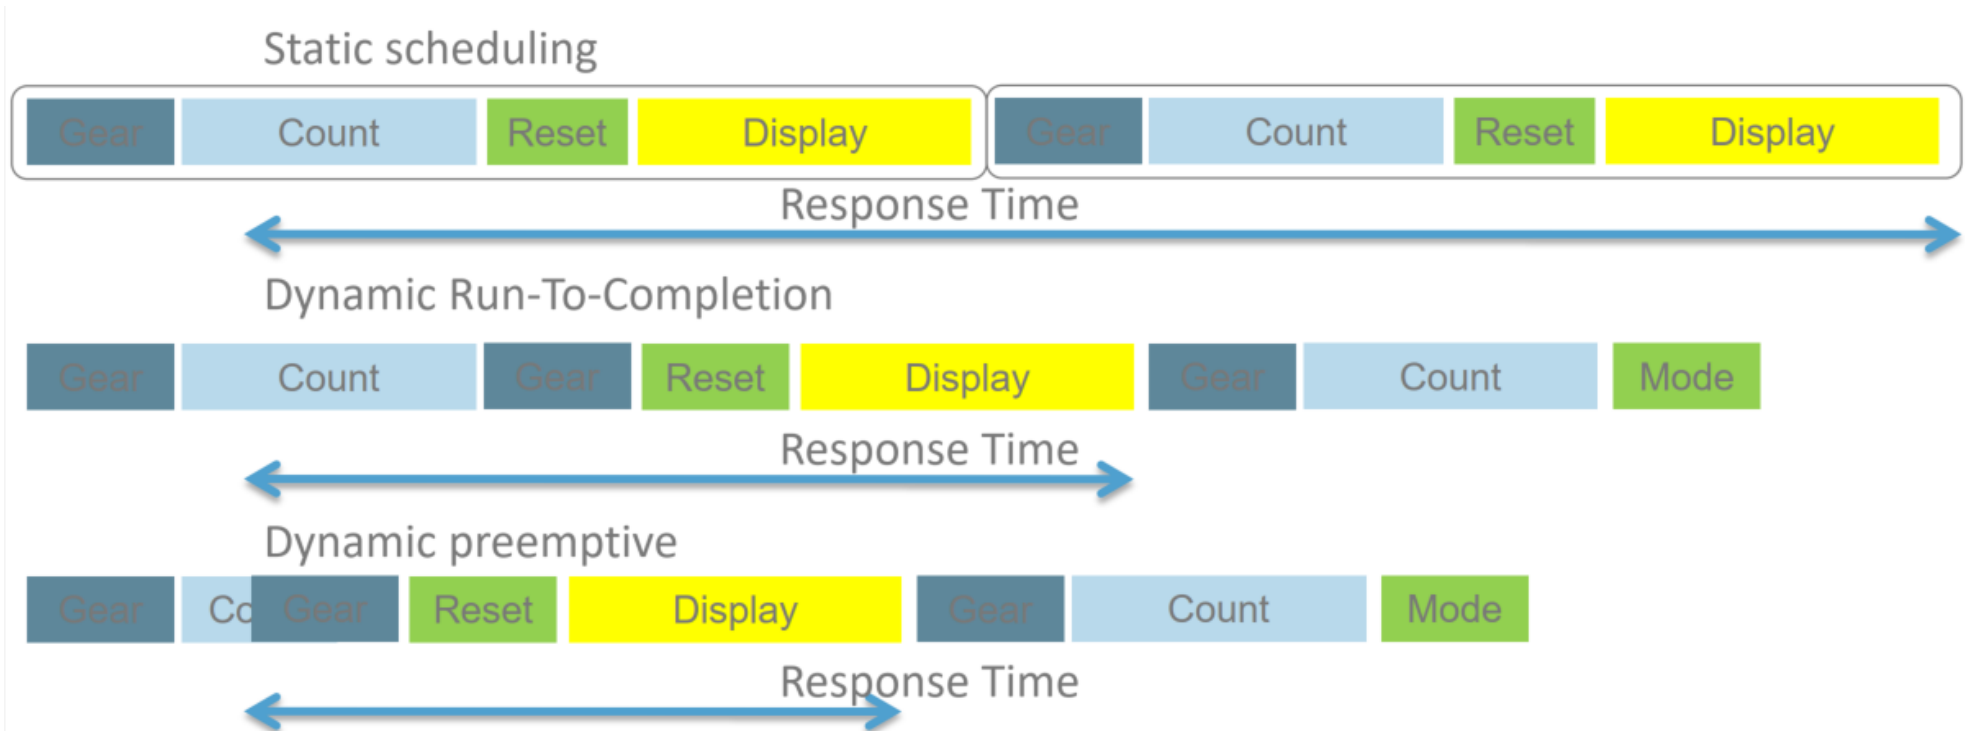 Static scheduling
Gear Count Reset Display Gear Count Reset Display
Response Time
Dynamic Run-To-Completion
Gear Count Gear Reset Display Gear Count Mode
Response Time
Dynamic preemptive
Gear Co Gear Reset Display Gear Count Mode
Response Time